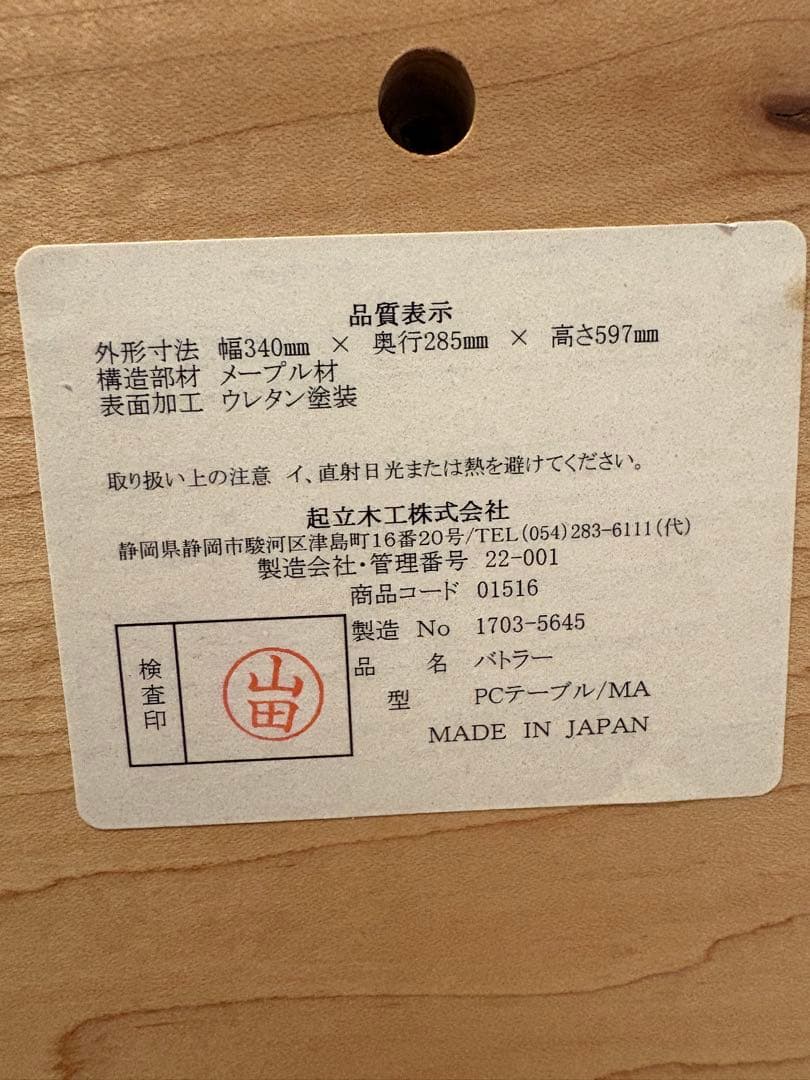 品質表示
外形寸法 幅340㎜ × 奥行285㎜ × 高さ597㎜
構造部材 メープル材
表面加工 ウレタン塗装
取り扱い上の注意 イ、直射日光または熱を避けてください。
起立木工株式会社
静岡県静岡市駿河区津島町16番20号/TEL(054)283-6111(代)
製造会社・管理番号 22-001
商品コード 01516
製造 No 1703-5645
品 名 バトラー
型 PCテーブル/MA
MADE IN JAPAN
検査印
山田